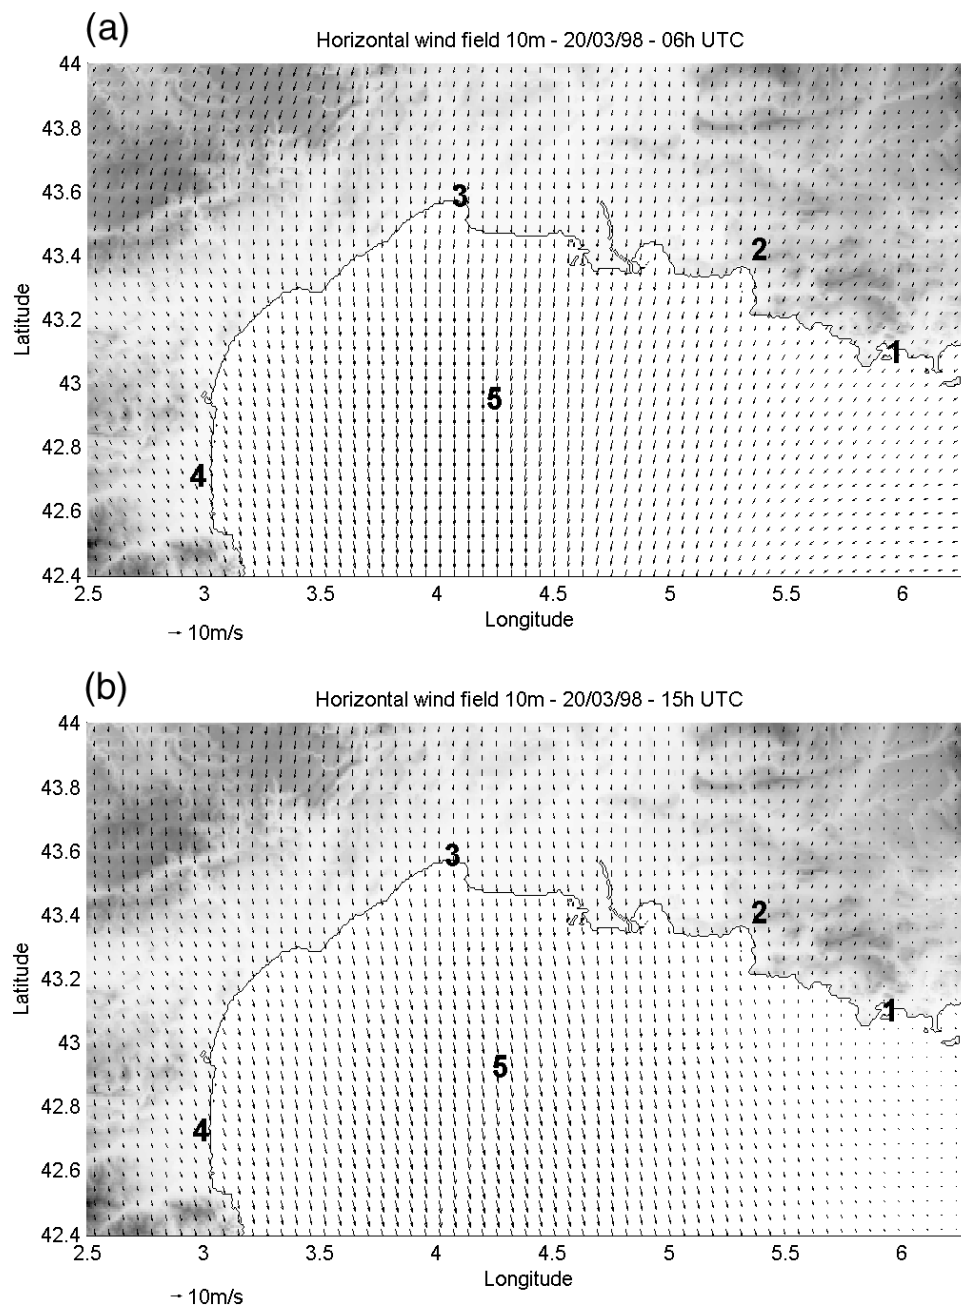 (a)
Horizontal wind field 10m - 20/03/98 - 06h UTC
44
43.8
43.6
43.4
43.2
43
42.8
42.6
42.4
Latitude
3
2
1
5
4
2.5 3 3.5 4 4.5 5 5.5 6
Longitude
→ 10m/s
(b)
Horizontal wind field 10m - 20/03/98 - 15h UTC
44
43.8
43.6
43.4
43.2
43
42.8
42.6
42.4
Latitude
3
2
1
5
4
2.5 3 3.5 4 4.5 5 5.5 6
Longitude
→ 10m/s